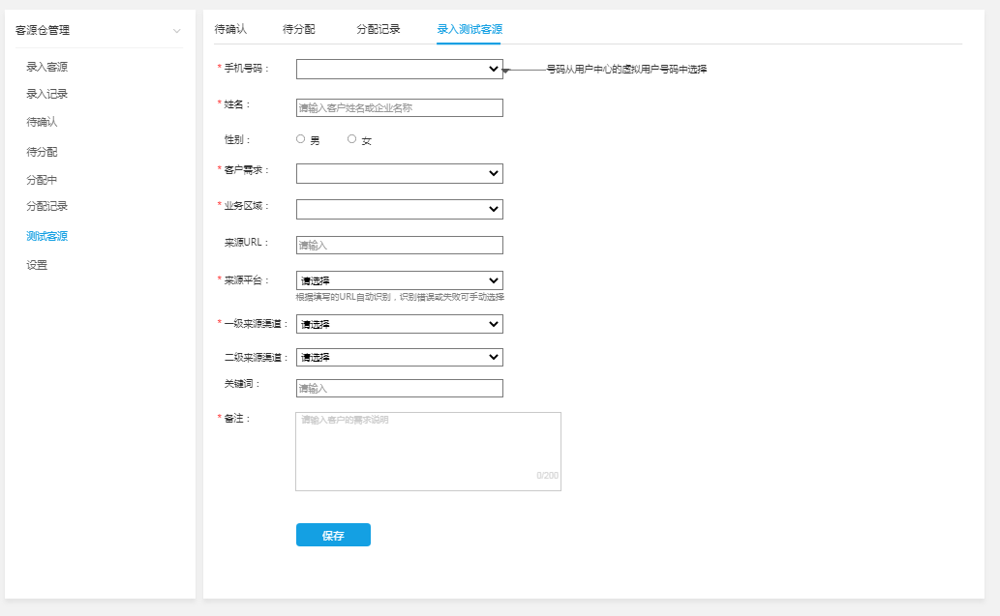 客源仓管理
录入客源
录入记录
待确认
待分配
分配中
分配记录
测试客源
设置
待确认 待分配 分配记录 录入测试客源
* 手机号码： 号码从用户中心的虚拟用户号码中选择
* 姓名： 请输入客户姓名或企业名称
性别： 男 女
* 客户需求：
* 业务区域：
来源URL： 请输入
* 来源平台： 请选择
根据填写的URL自动识别，识别错误或失败可手动选择
* 一级来源渠道： 请选择
二级来源渠道： 请选择
关键词： 请输入
* 备注： 请输入客户的需求说明
0/200
保存